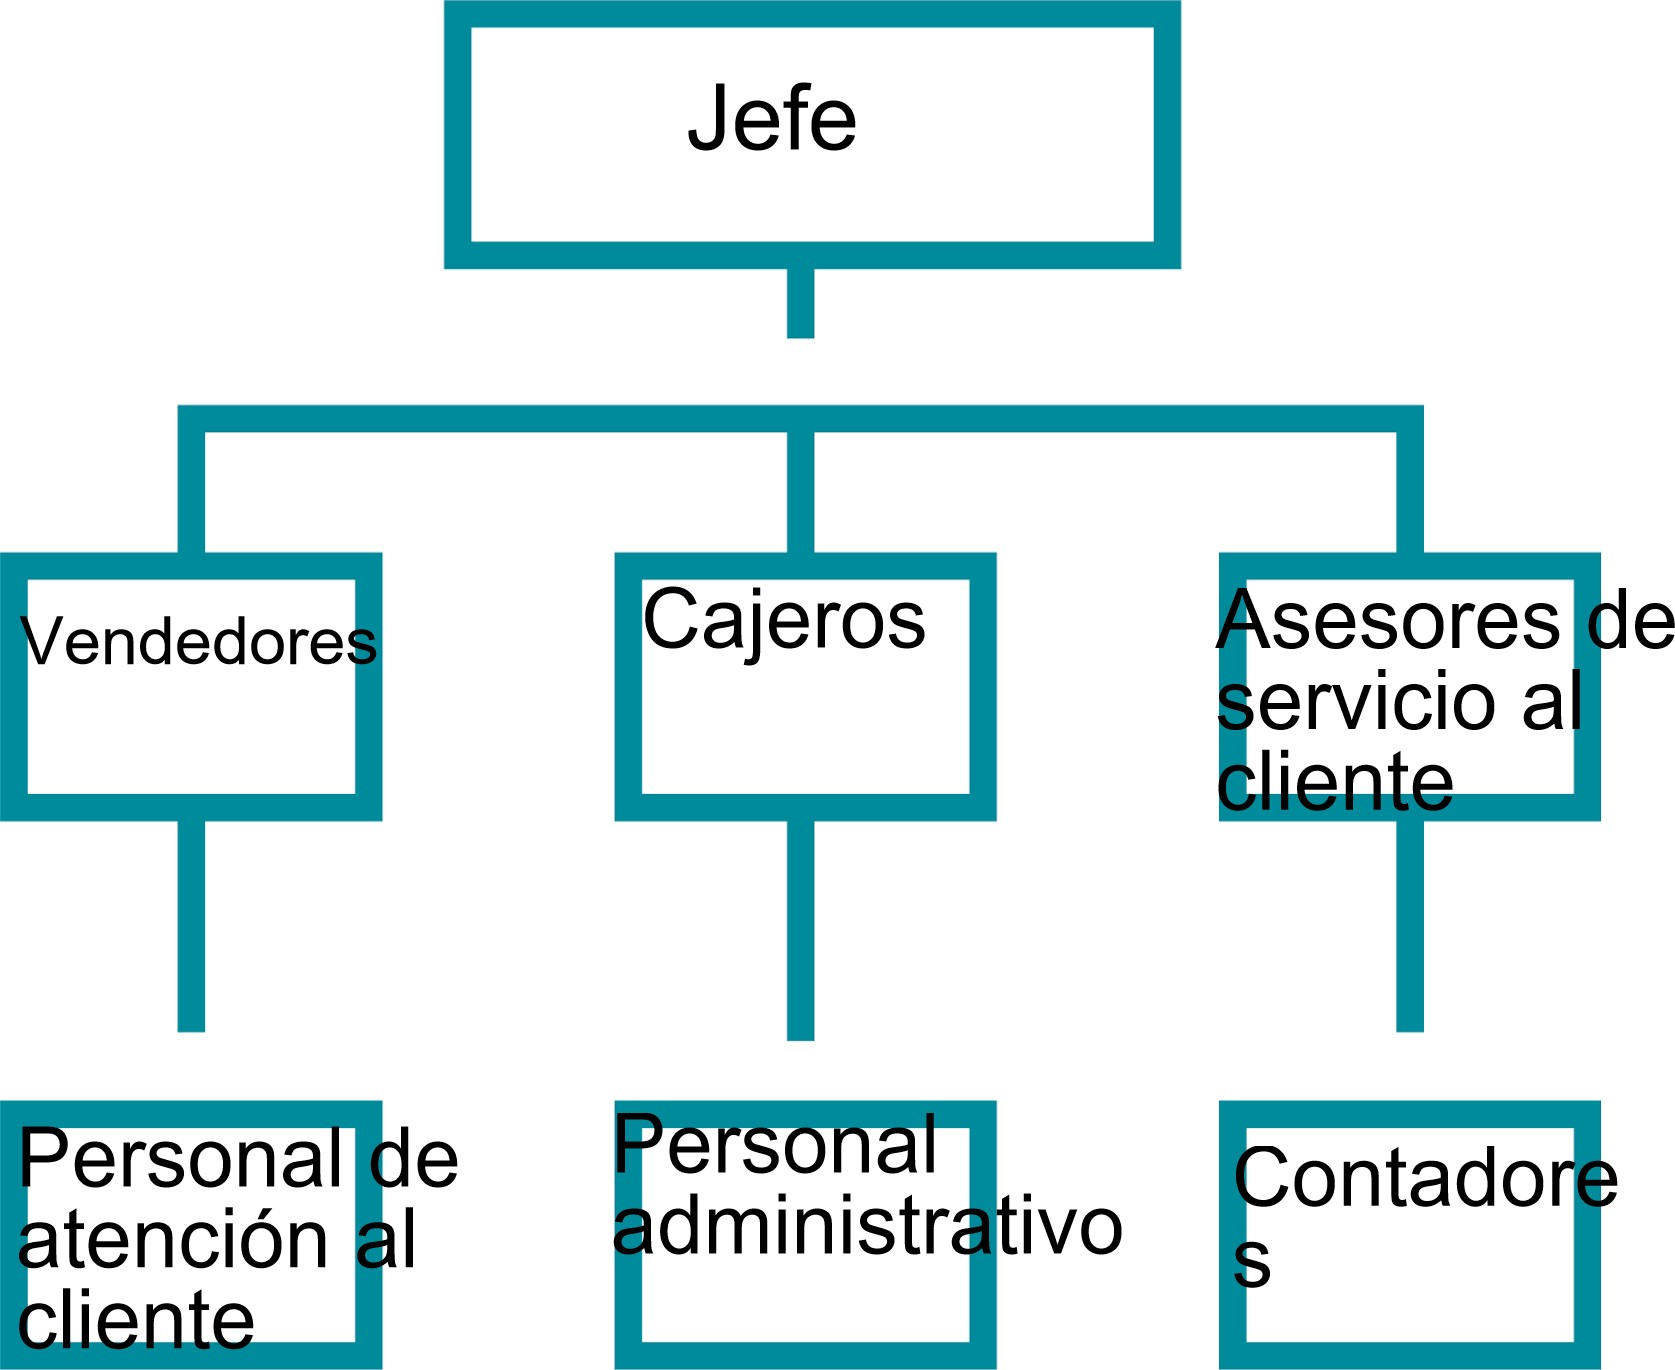 Jefe
Vendedores
Cajeros
Asesores de
servicio al
cliente
Personal de
atención al
cliente
Personal
administrativo
Contadore
s